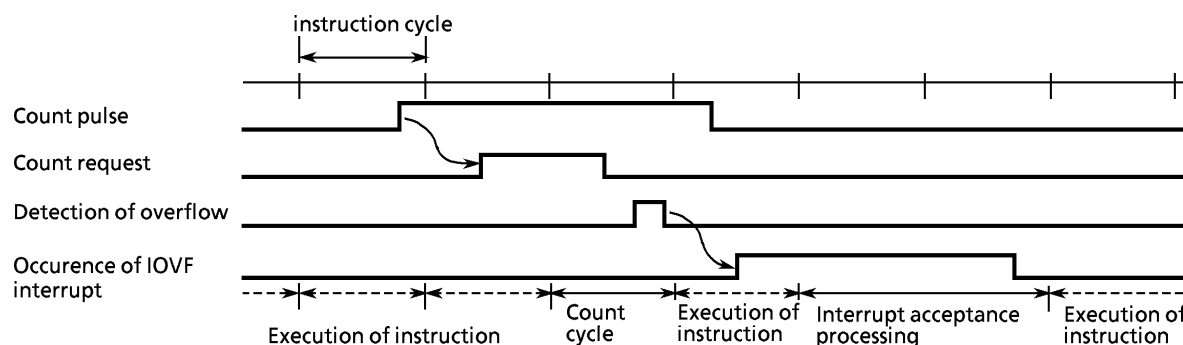 instruction cycle
Count pulse
Count request
Detection of overflow
Occurence of IOVF
interrupt
Execution of instruction
Count
cycle
Execution of
instruction
Interrupt acceptance
processing
Execution of
instruction